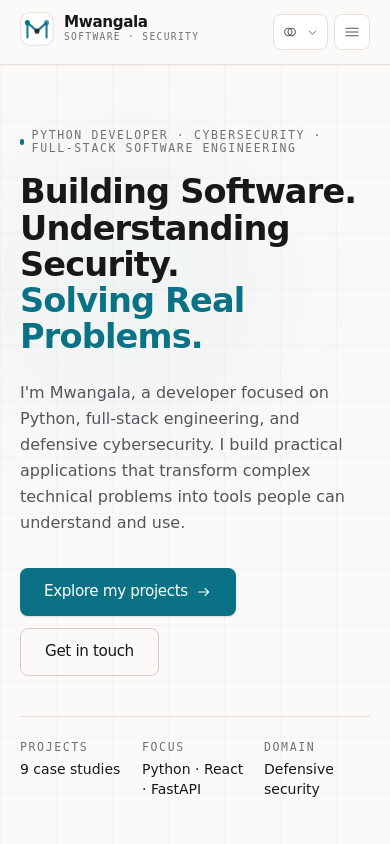 Mwangala
SOFTWARE · SECURITY
PYTHON DEVELOPER · CYBERSECURITY ·
FULL-STACK SOFTWARE ENGINEERING
Building Software.
Understanding
Security.
Solving Real
Problems.
I'm Mwangala, a developer focused on
Python, full-stack engineering, and
defensive cybersecurity. I build practical
applications that transform complex
technical problems into tools people can
understand and use.
Explore my projects →
Get in touch
PROJECTS
9 case studies
FOCUS
Python · React
· FastAPI
DOMAIN
Defensive
security